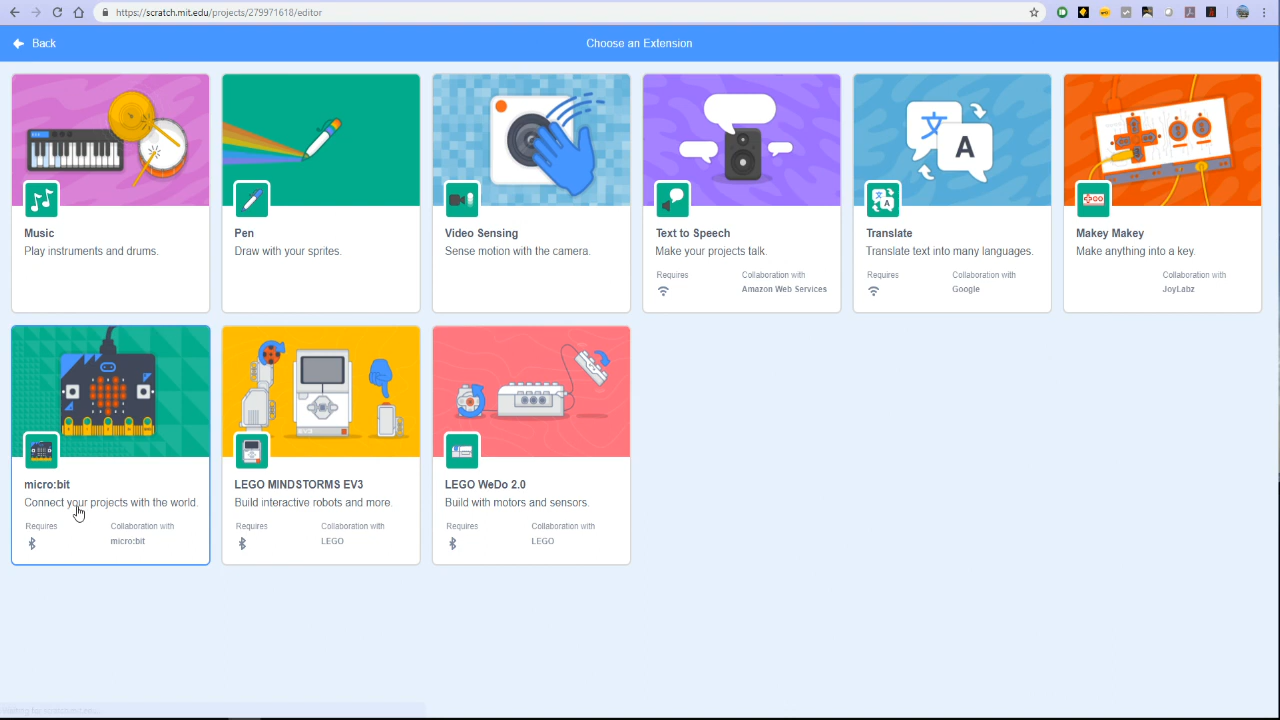 https://scratch.mit.edu/projects/279971618/editor
Back
Choose an Extension
文
A
Music
Play instruments and drums.
Pen
Draw with your sprites.
Video Sensing
Sense motion with the camera.
Text to Speech
Make your projects talk.
Requires
Collaboration with
Amazon Web Services
Translate
Translate text into many languages.
Requires
Collaboration with
Google
Makey Makey
Make anything into a key.
Collaboration with
JoyLabz
EV3
micro:bit
Connect your projects with the world.
Requires
Collaboration with
micro:bit
LEGO MINDSTORMS EV3
Build interactive robots and more.
Requires
Collaboration with
LEGO
LEGO WeDo 2.0
Build with motors and sensors.
Requires
Collaboration with
LEGO